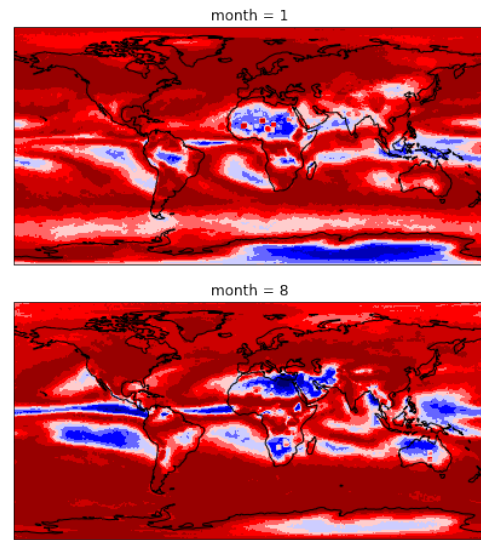 month = 1
month = 8